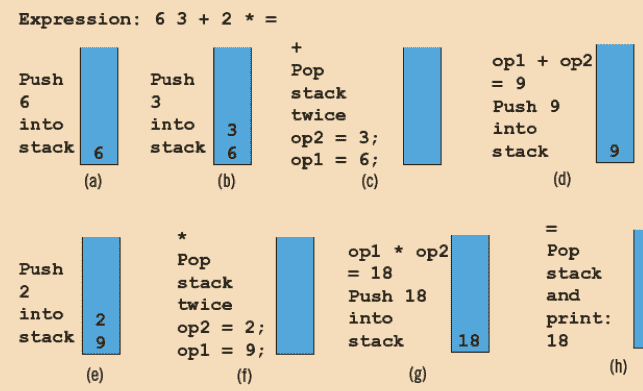 Expression: 6 3 + 2 * =
Push
6
into
stack
6
(a)
Push
3
into
stack
3
6
(b)
+
Pop
stack
twice
op2 = 3;
op1 = 6;
(c)
op1 + op2
= 9
Push 9
into
stack
9
(d)
Push
2
into
stack
2
9
(e)
*
Pop
stack
twice
op2 = 2;
op1 = 9;
(f)
op1 * op2
= 18
Push 18
into
stack
18
(g)
=
Pop
stack
and
print:
18
(h)